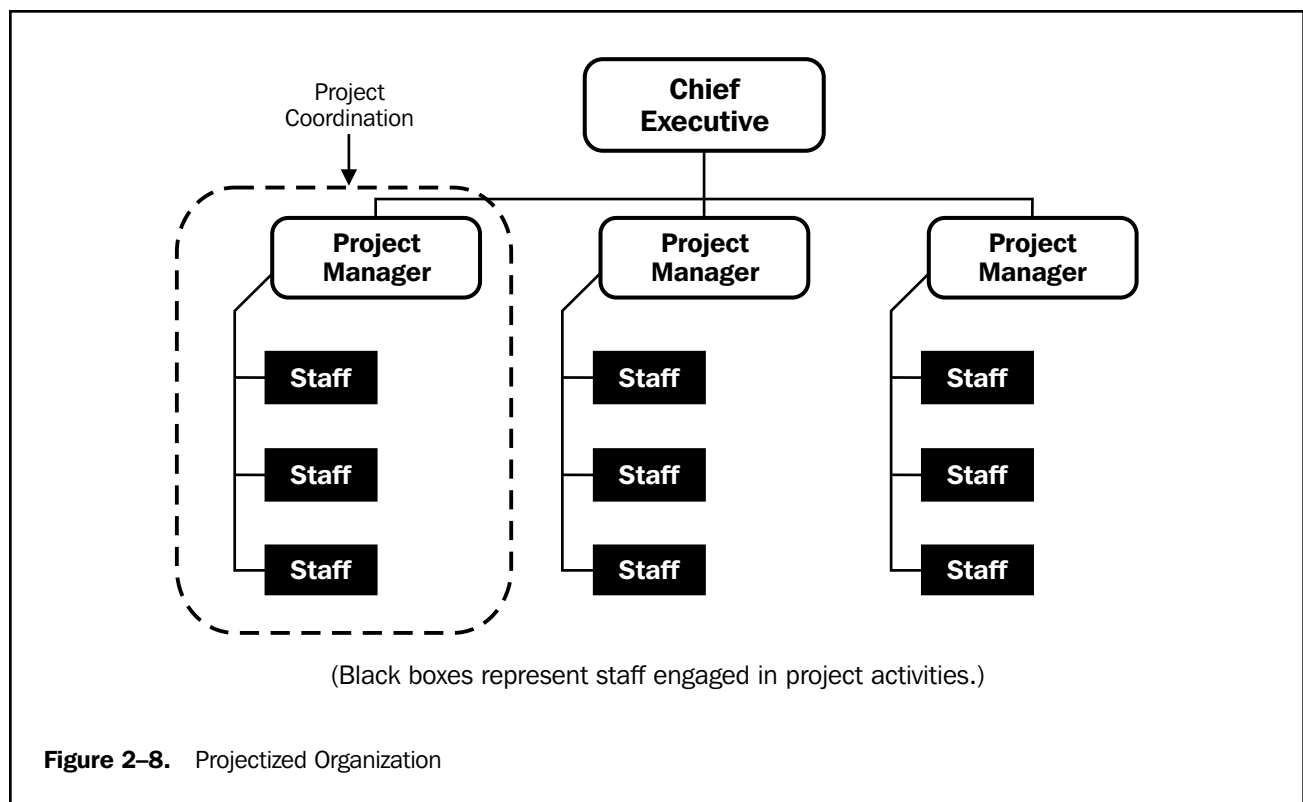 Project
Coordination
Chief
Executive
Project
Manager
Project
Manager
Project
Manager
Staff
Staff
Staff
Staff
Staff
Staff
Staff
Staff
Staff
(Black boxes represent staff engaged in project activities.)
Figure 2–8. Projectized Organization